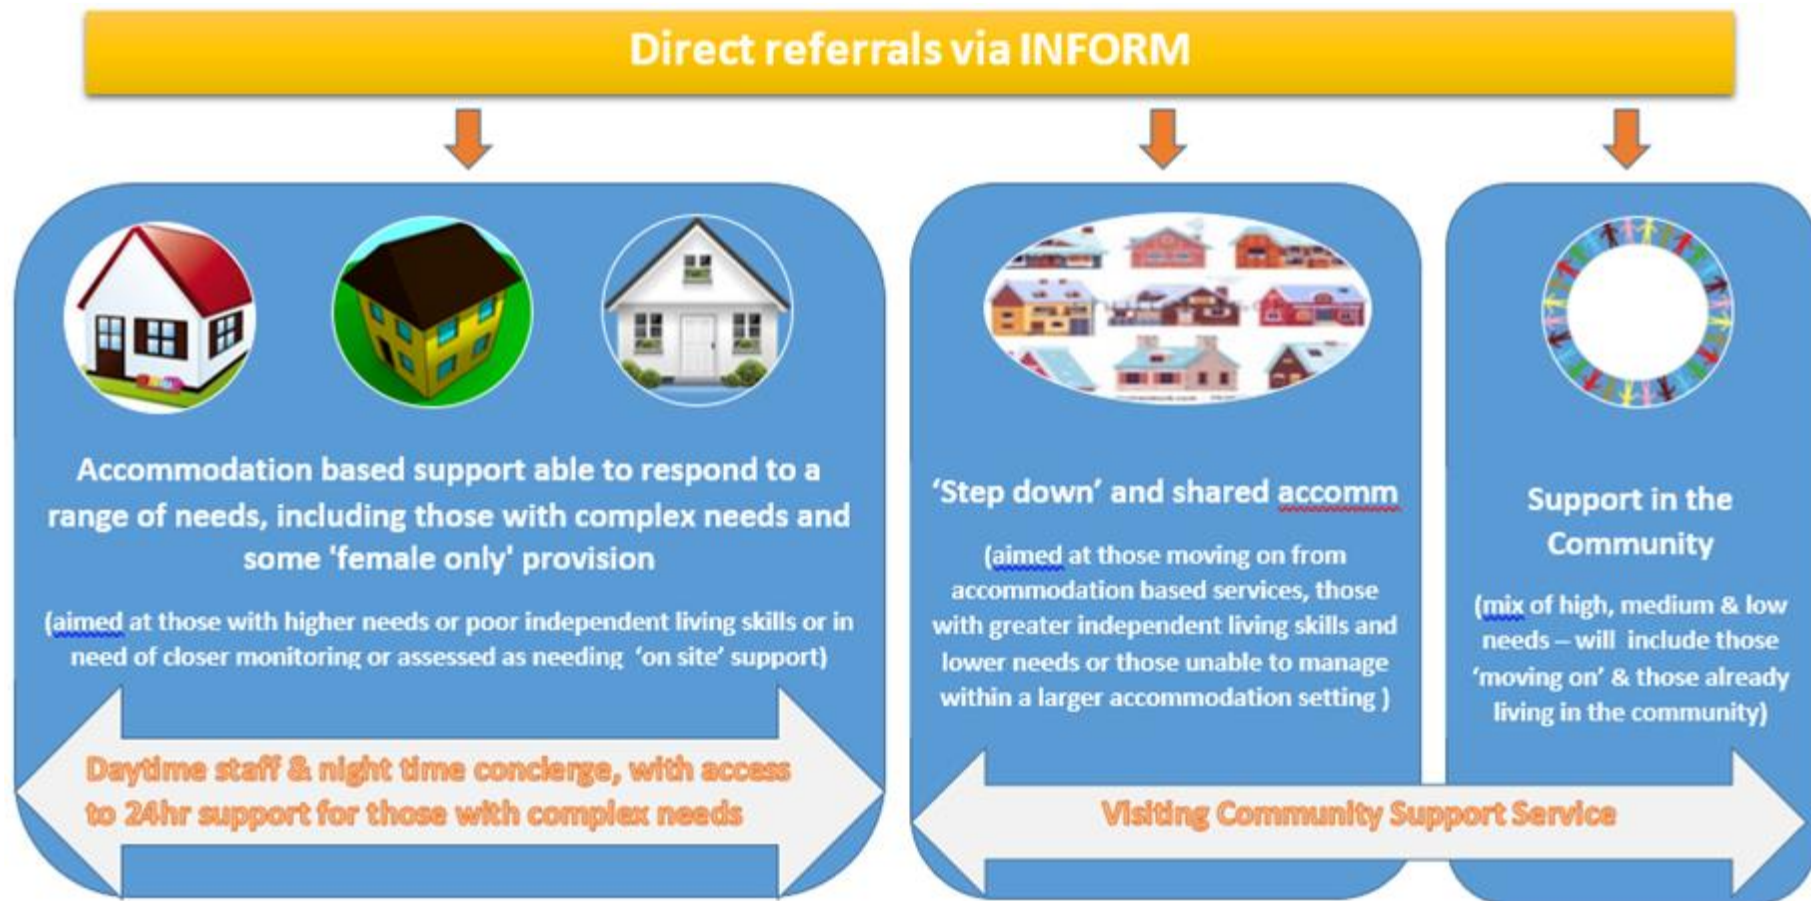 Direct referrals via INFORM
Accommodation based support able to respond to a
range of needs, including those with complex needs and
some 'female only' provision
(aimed at those with higher needs or poor independent living skills or in
need of closer monitoring or assessed as needing ‘on site’ support)
Daytime staff & night time concierge, with access
to 24hr support for those with complex needs
‘Step down’ and shared accomm
(aimed at those moving on from
accommodation based services, those
with greater independent living skills and
lower needs or those unable to manage
within a larger accommodation setting )
Support in the
Community
(mix of high, medium & low
needs – will include those
‘moving on’ & those already
living in the community)
Visiting Community Support Service